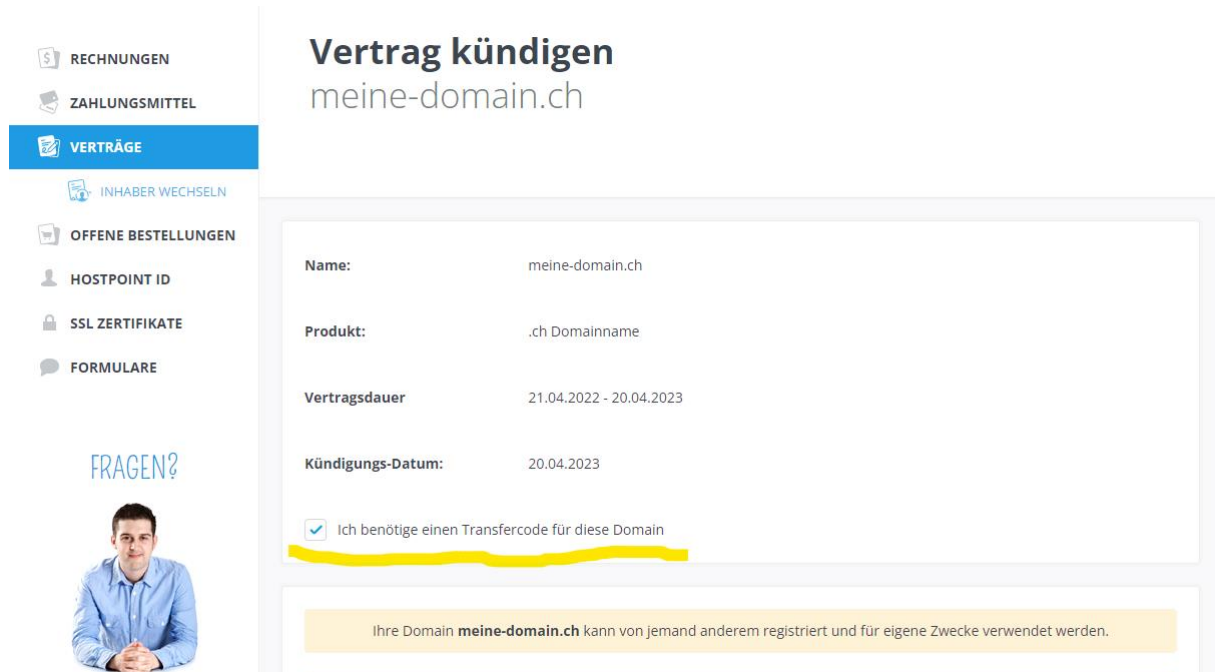 RECHNUNGEN
ZAHLUNGSMITTEL
VERTRÄGE
INHABER WECHSELN
OFFENE BESTELLUNGEN
HOSTPOINT ID
SSL ZERTIFIKATE
FORMULARE
FRAGEN?
Vertrag kündigen
meine-domain.ch
Name: meine-domain.ch
Produkt: .ch Domainname
Vertragsdauer 21.04.2022 - 20.04.2023
Kündigungs-Datum: 20.04.2023
Ich benötige einen Transfercode für diese Domain
Ihre Domain meine-domain.ch kann von jemand anderem registriert und für eigene Zwecke verwendet werden.